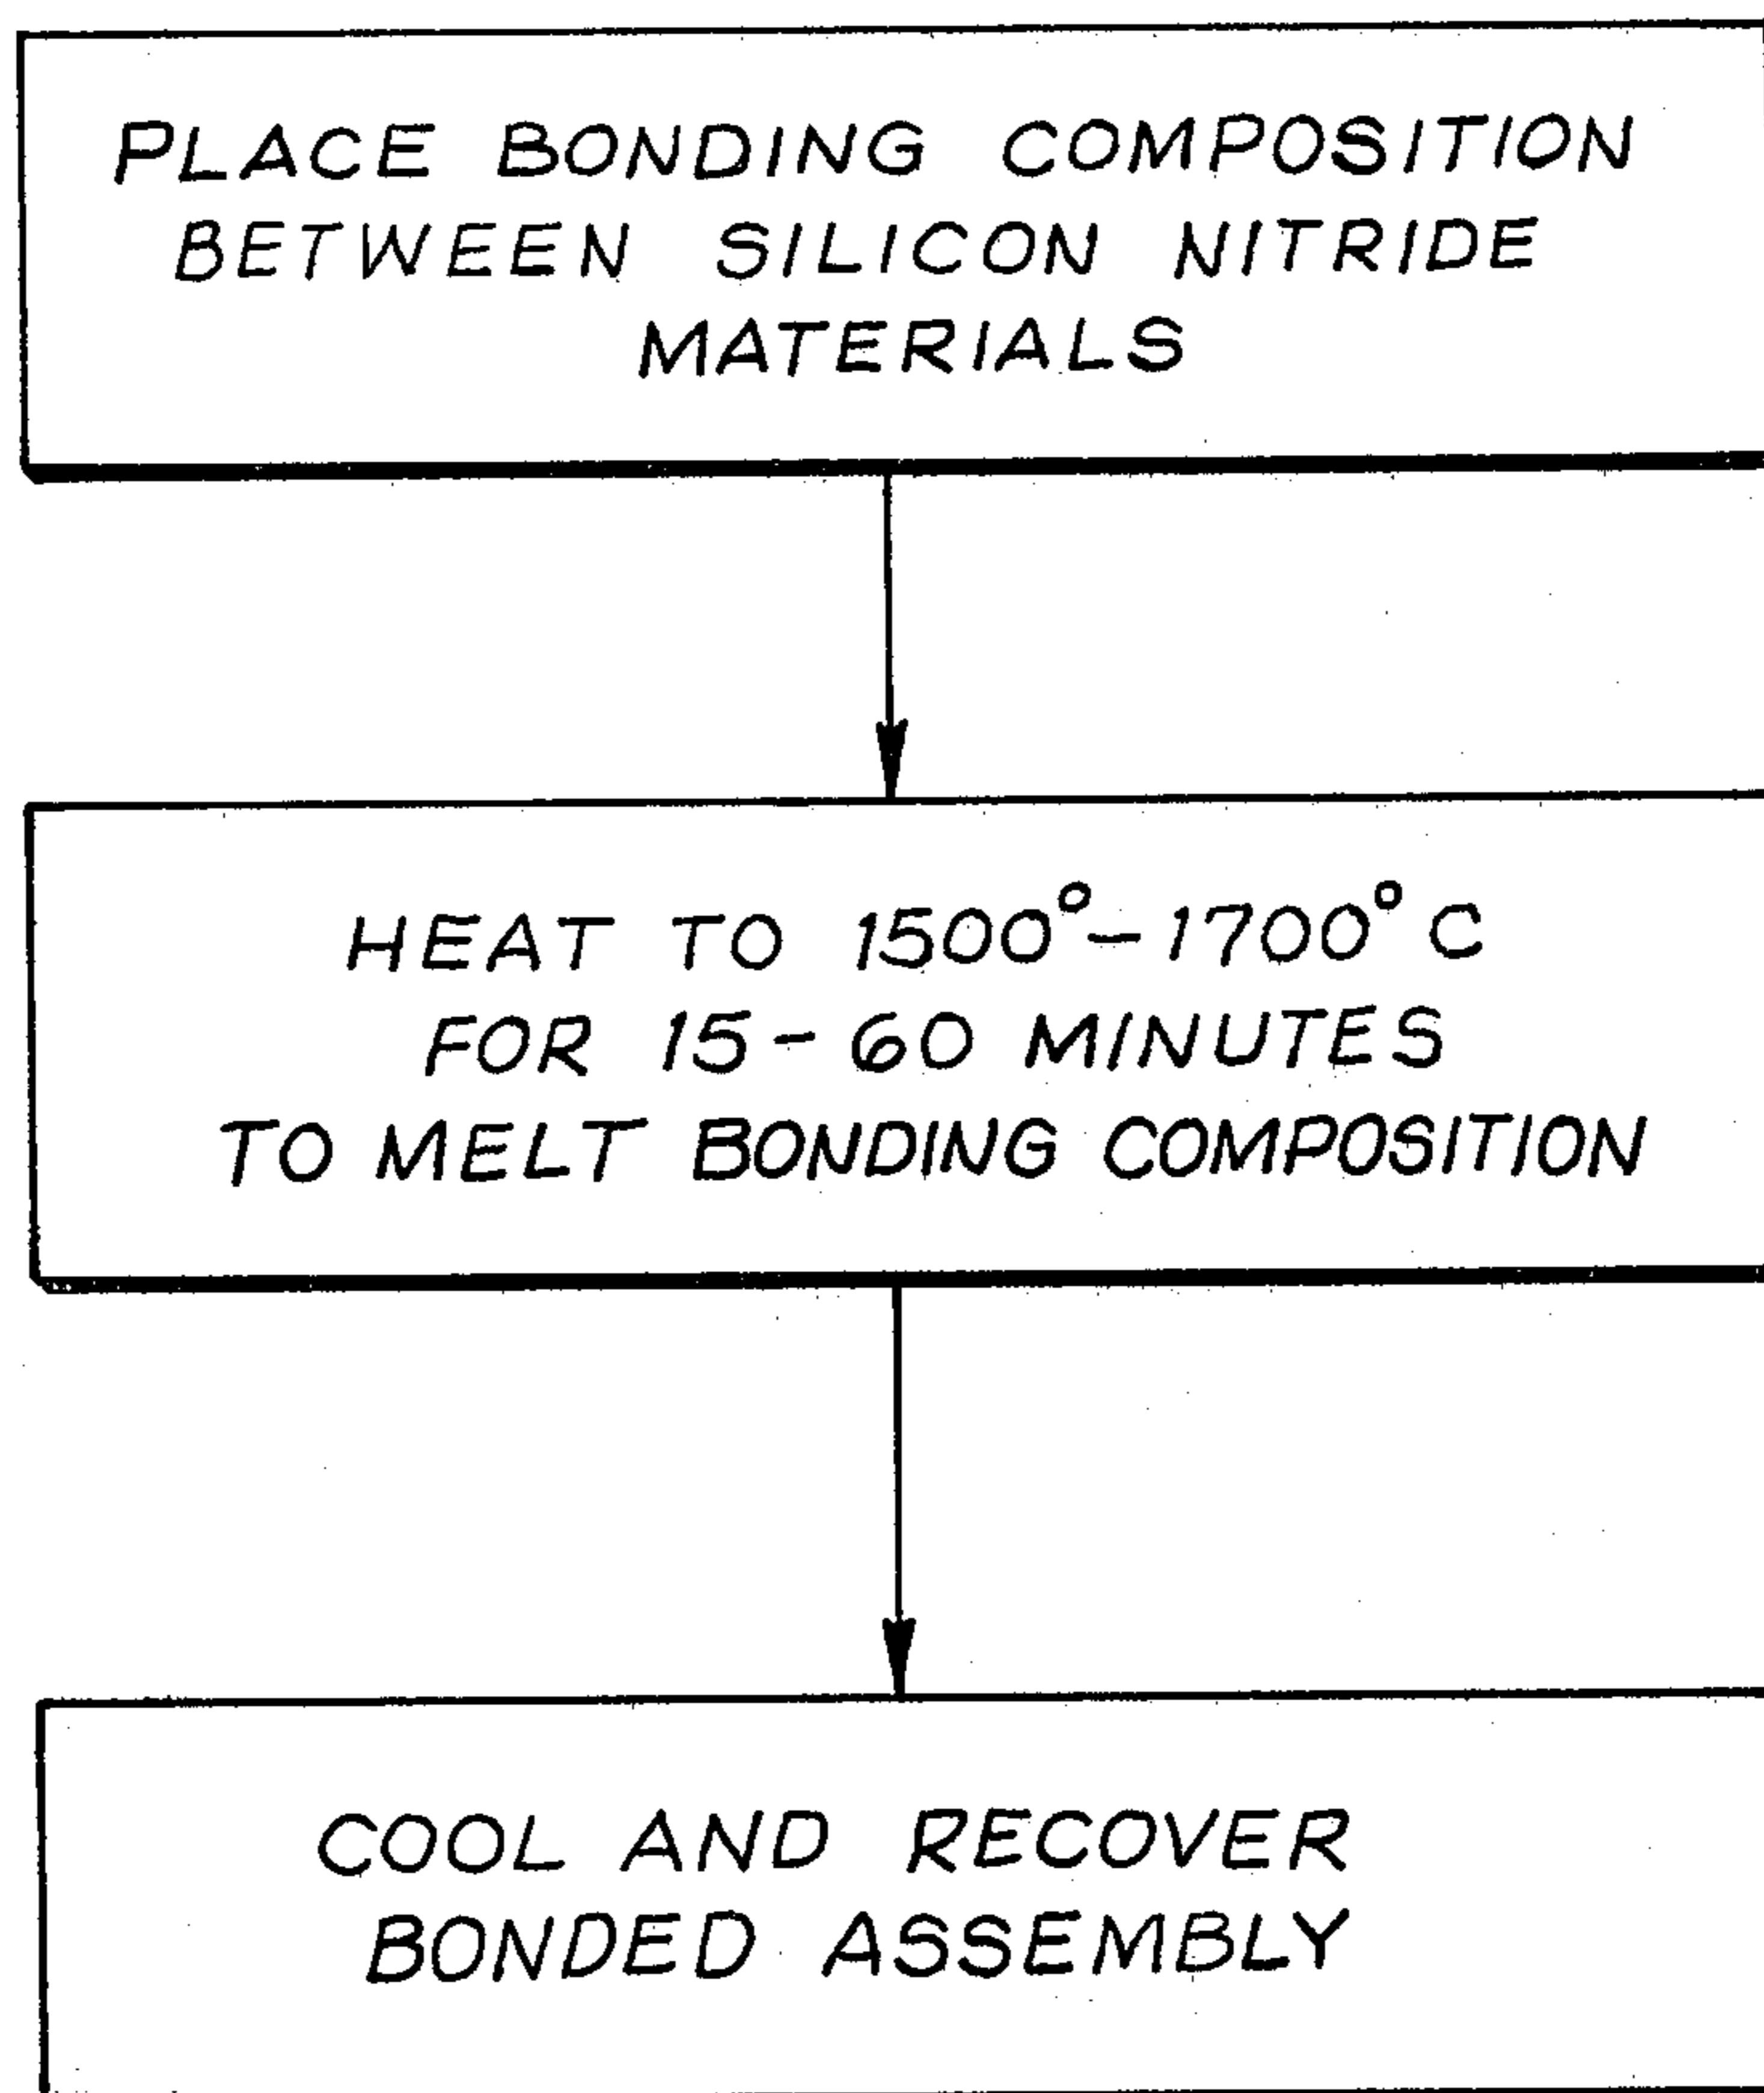 PLACE BONDING COMPOSITION
BETWEEN SILICON NITRIDE
MATERIALS
HEAT TO 1500°-1700° C
FOR 15-60 MINUTES
TO MELT BONDING COMPOSITION
COOL AND RECOVER
BONDED ASSEMBLY